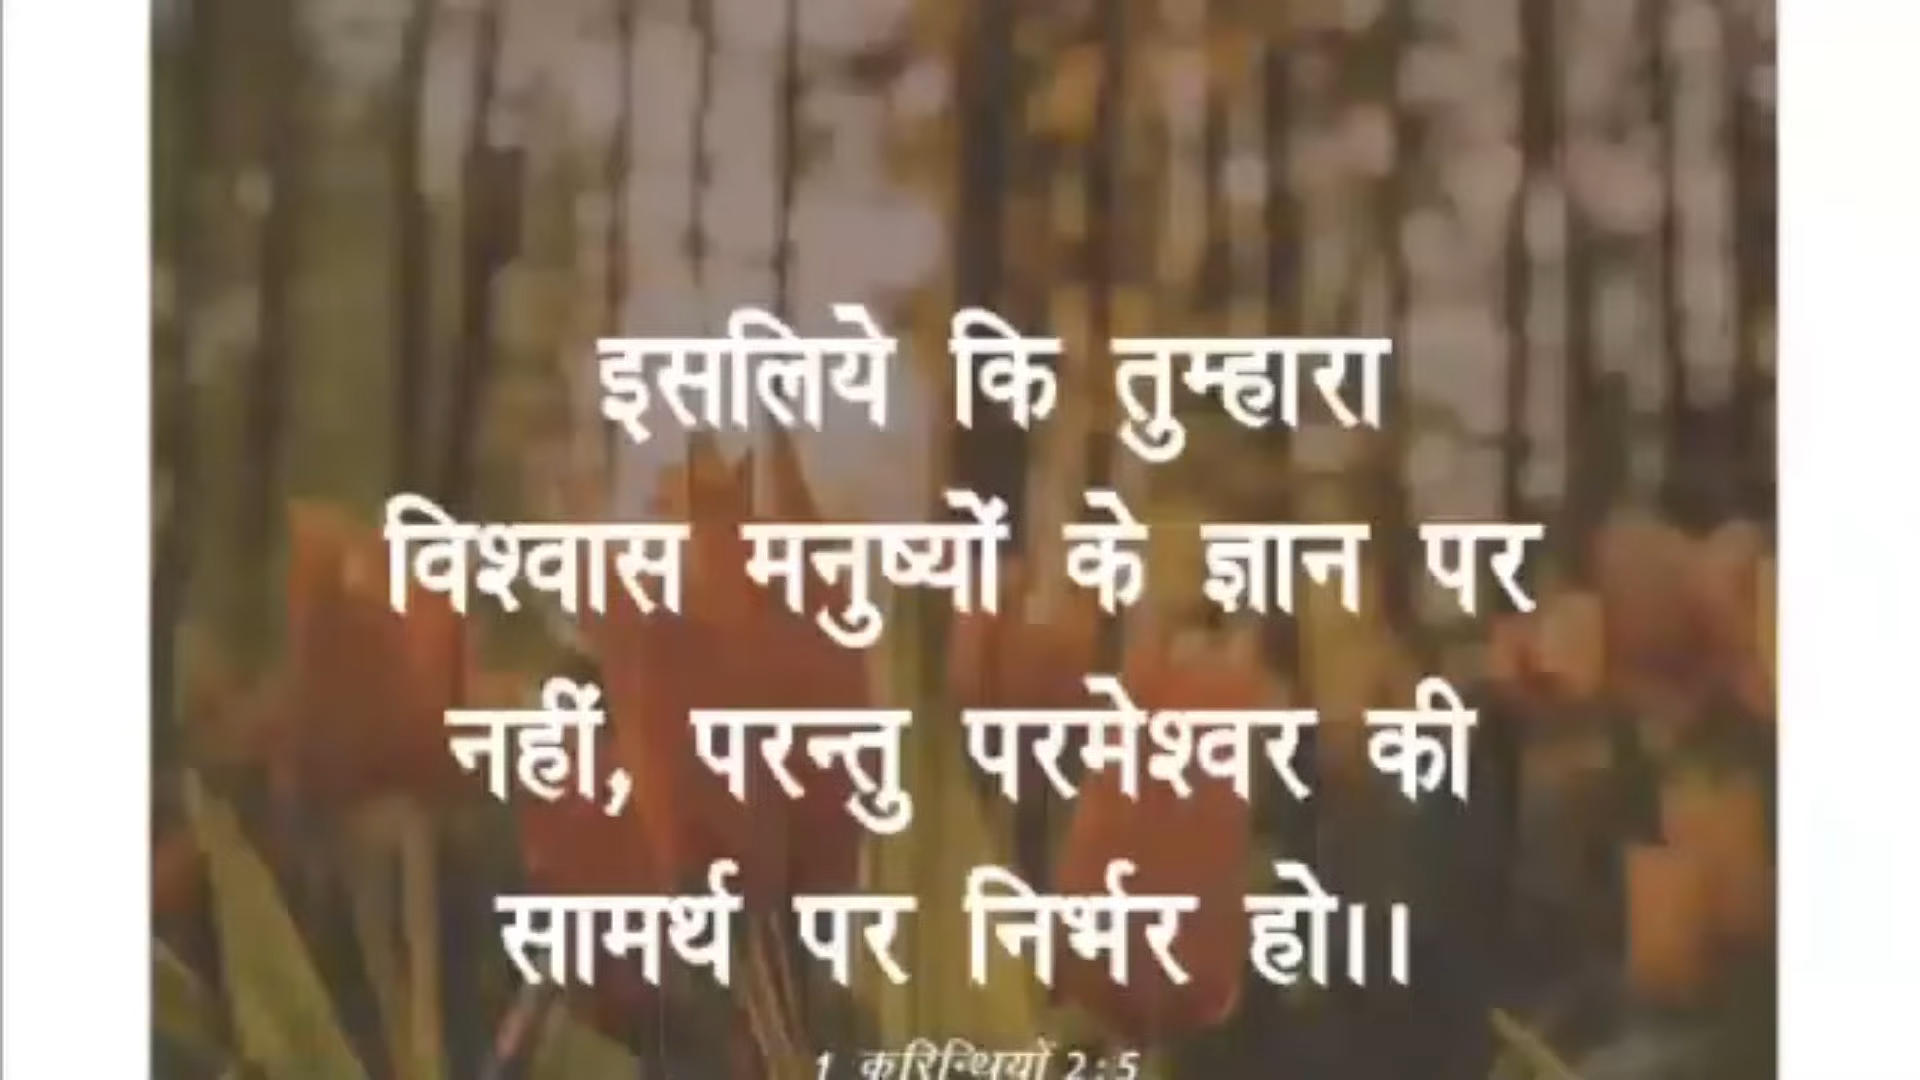 इसलिये कि तुम्हारा
विश्वास मनुष्यों के ज्ञान पर
नहीं, परन्तु परमेश्वर की
सामर्थ पर निर्भर हो।।
1 कुरिन्थियों 2:5